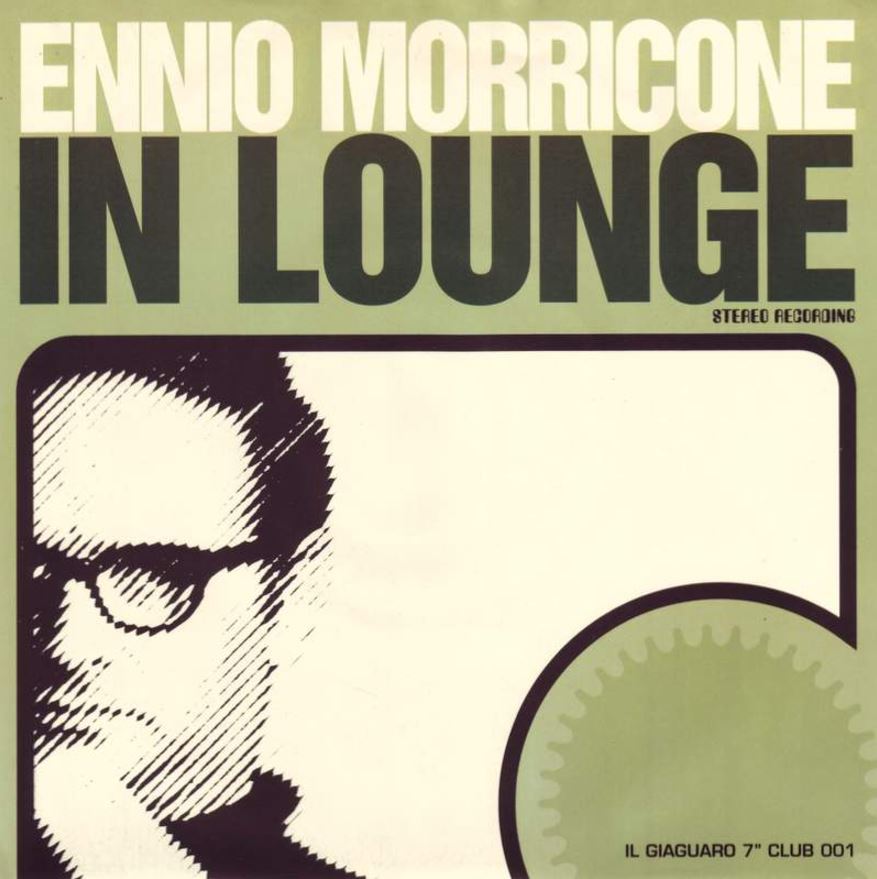 ENNIO MORRICONE
IN LOUNGE
STEREO RECORDING
IL GIAGUARO 7" CLUB 001